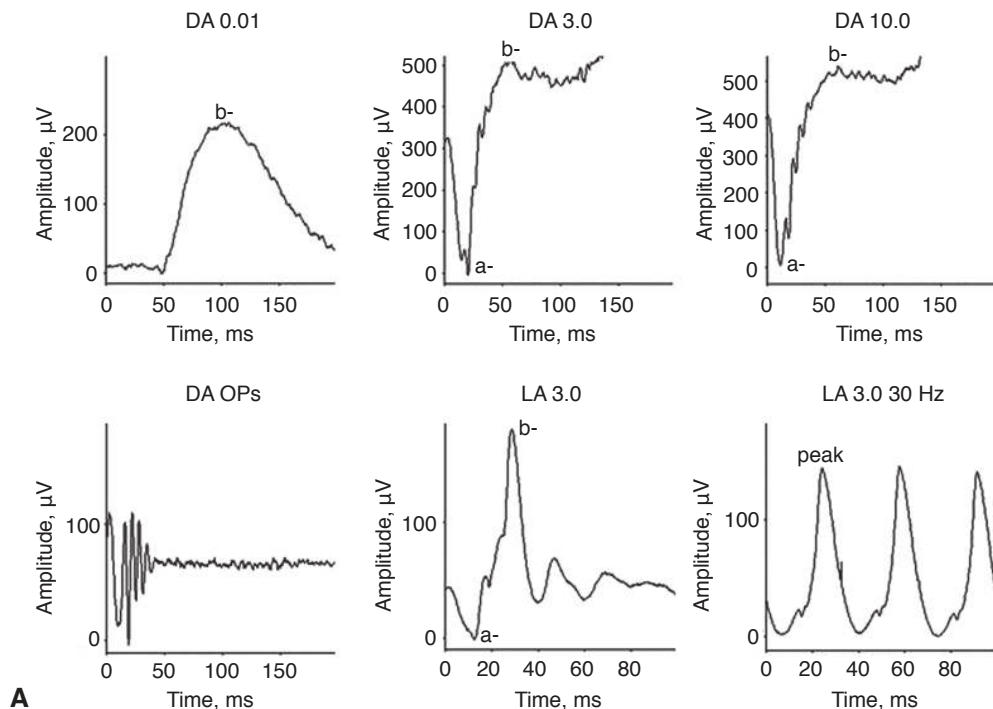 DA 0.01
DA 3.0
DA 10.0
Amplitude, µV
200
100
0
b-
0 50 100 150
Time, ms
Amplitude, µV
500
400
300
200
100
0
b-
a-
0 50 100 150
Time, ms
Amplitude, µV
500
400
300
200
100
0
b-
a-
0 50 100 150
Time, ms
DA OPs
LA 3.0
LA 3.0 30 Hz
Amplitude, µV
100
0
0 50 100 150
Time, ms
Amplitude, µV
100
0
b-
a-
0 20 40 60 80
Time, ms
Amplitude, µV
100
0
peak
0 20 40 60 80
Time, ms
A